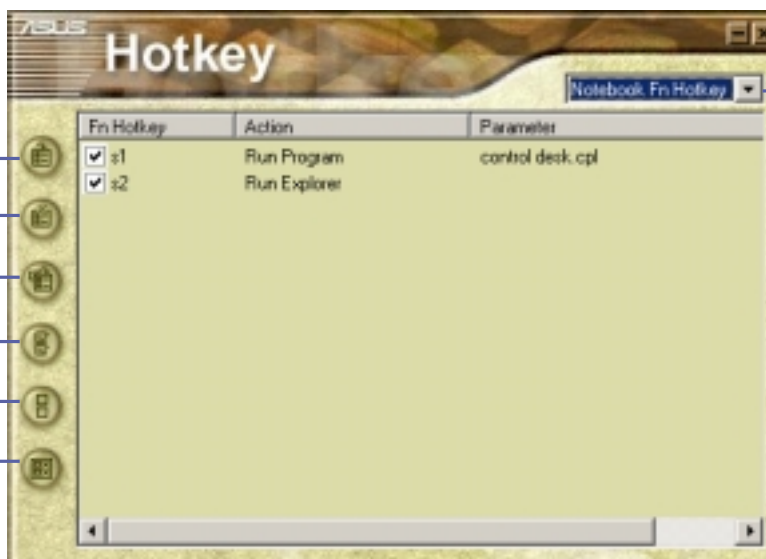 ASUS
Hotkey
Notebook Fn Hotkey
Fn Hotkey Action Parameter
s1 Run Program control desk.cpl
s2 Run Explorer